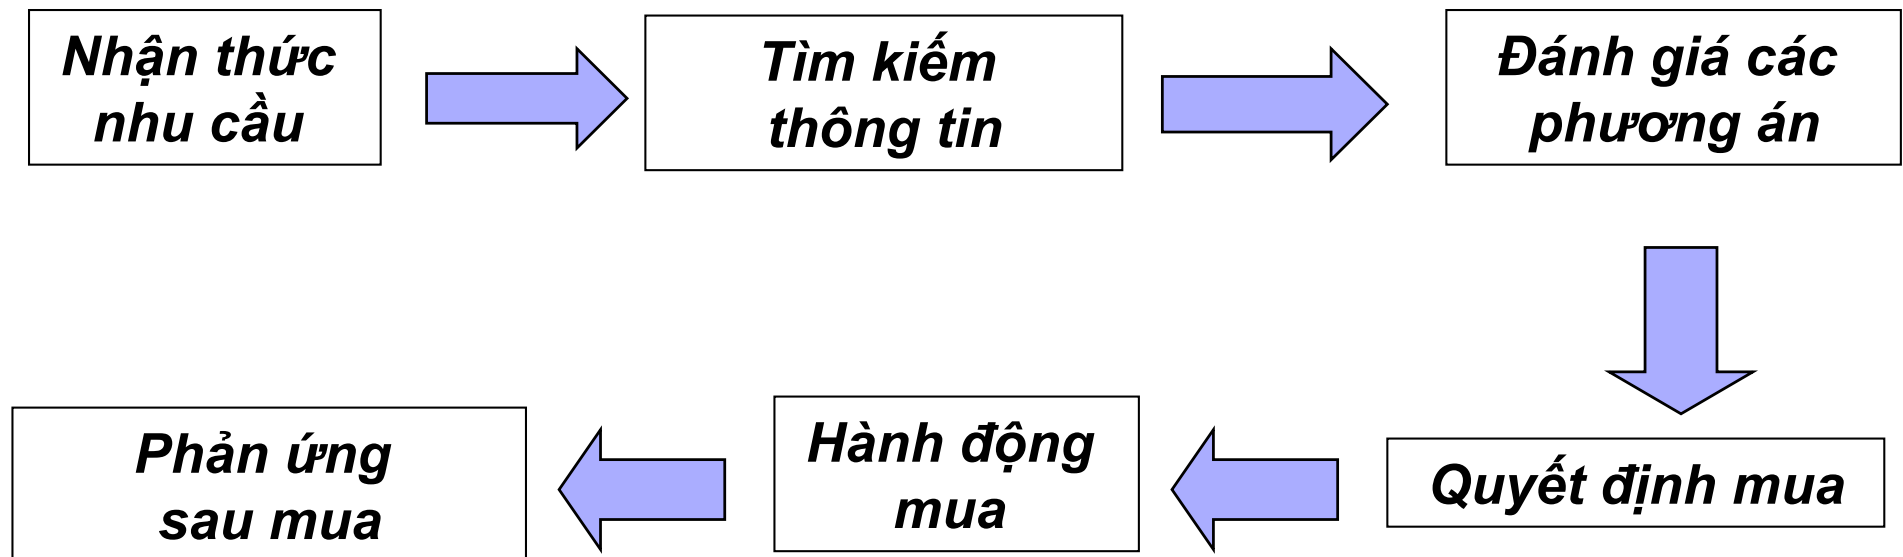 Nhận thức
nhu cầu
Tìm kiếm
thông tin
Đánh giá các
phương án
Quyết định mua
Hành động
mua
Phản ứng
sau mua